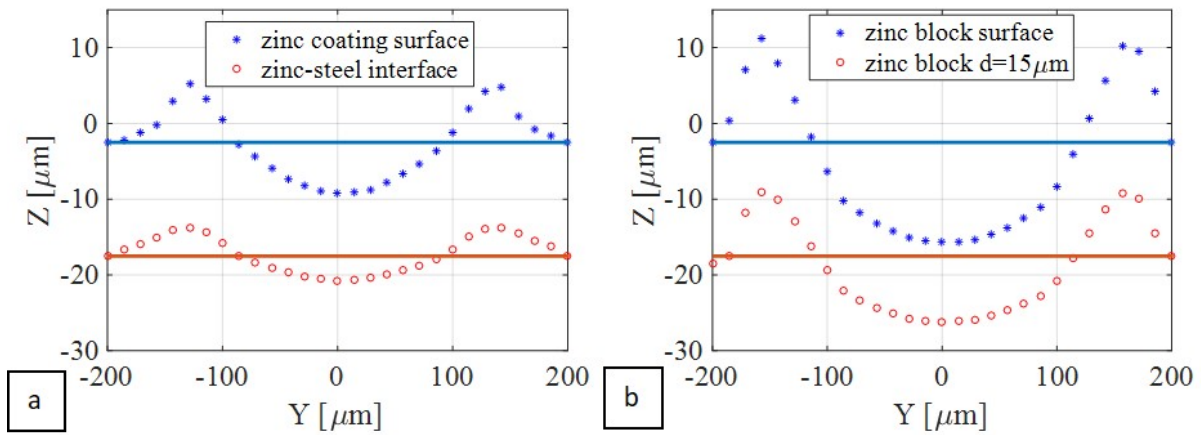 zinc coating surface
zinc-steel interface
10
0
-10
-20
-30
Z [μm]
-200
-100
0
100
200
Y [μm]
a
zinc block surface
zinc block d=15μm
10
0
-10
-20
-30
Z [μm]
-200
-100
0
100
200
Y [μm]
b